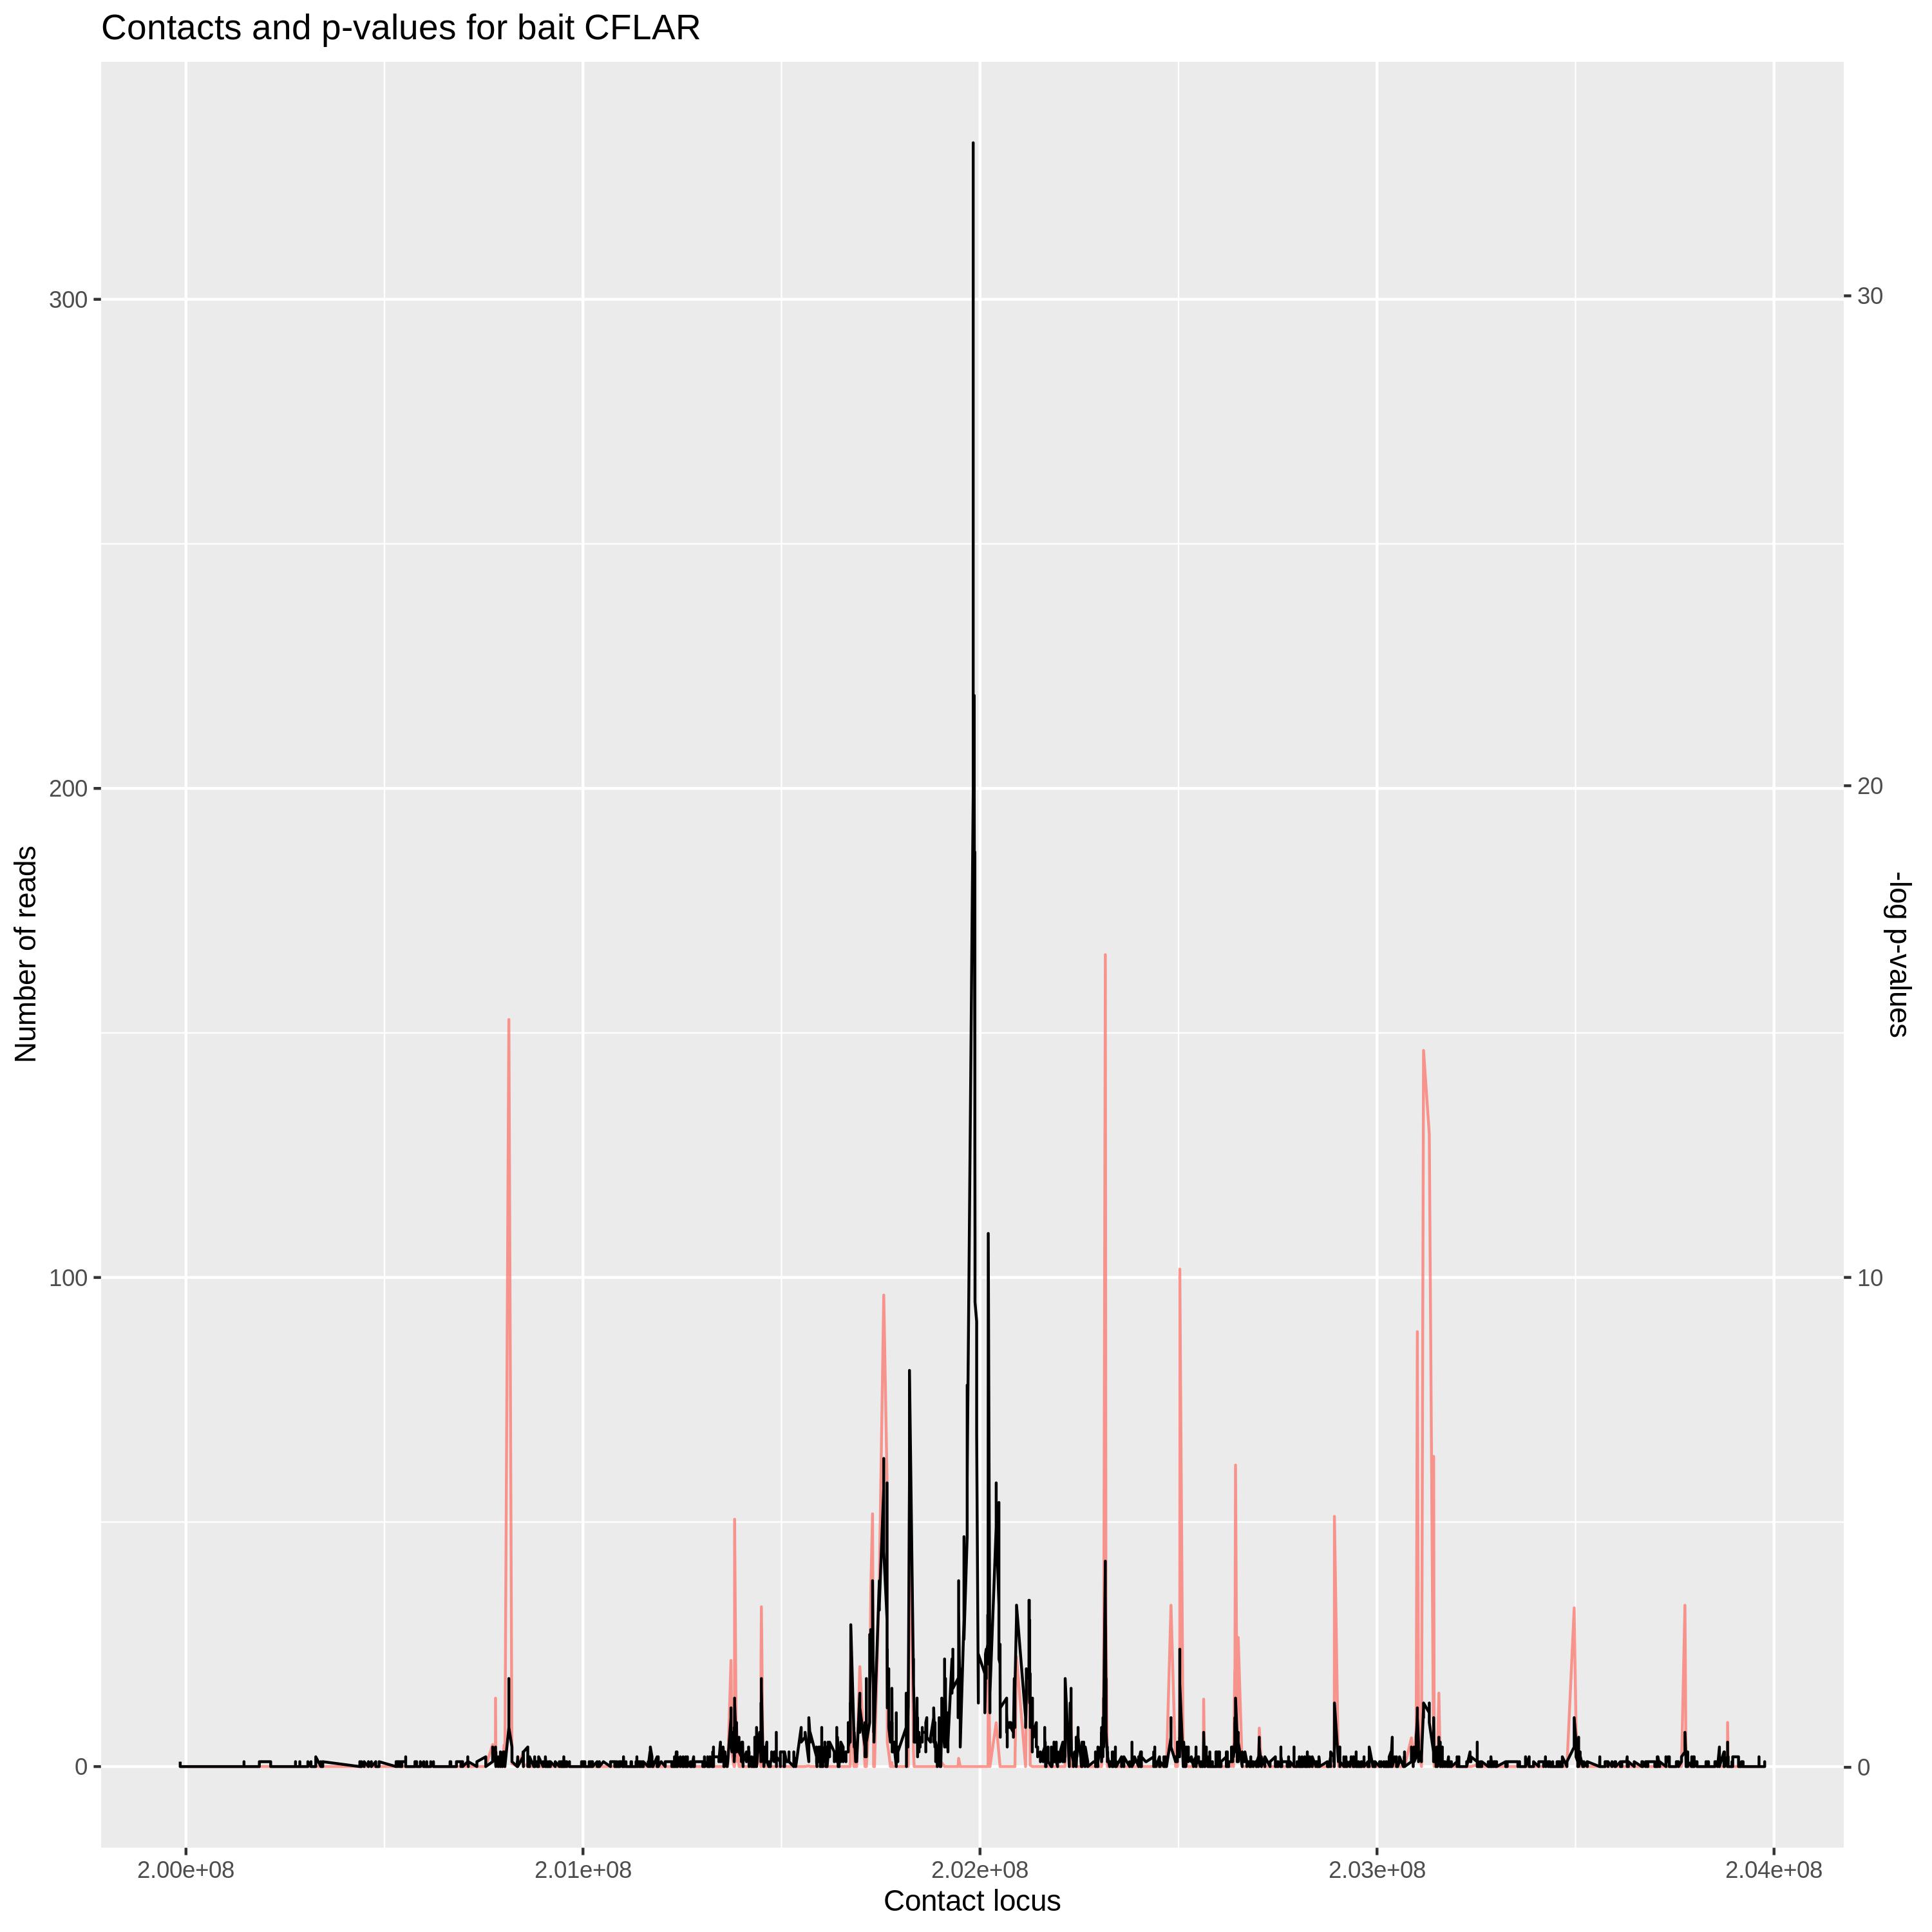 Contacts and p-values for bait CFLAR
300
200
100
0
Number of reads
30
20
10
0
-log p-values
2.00e+08 2.01e+08 2.02e+08 2.03e+08 2.04e+08
Contact locus